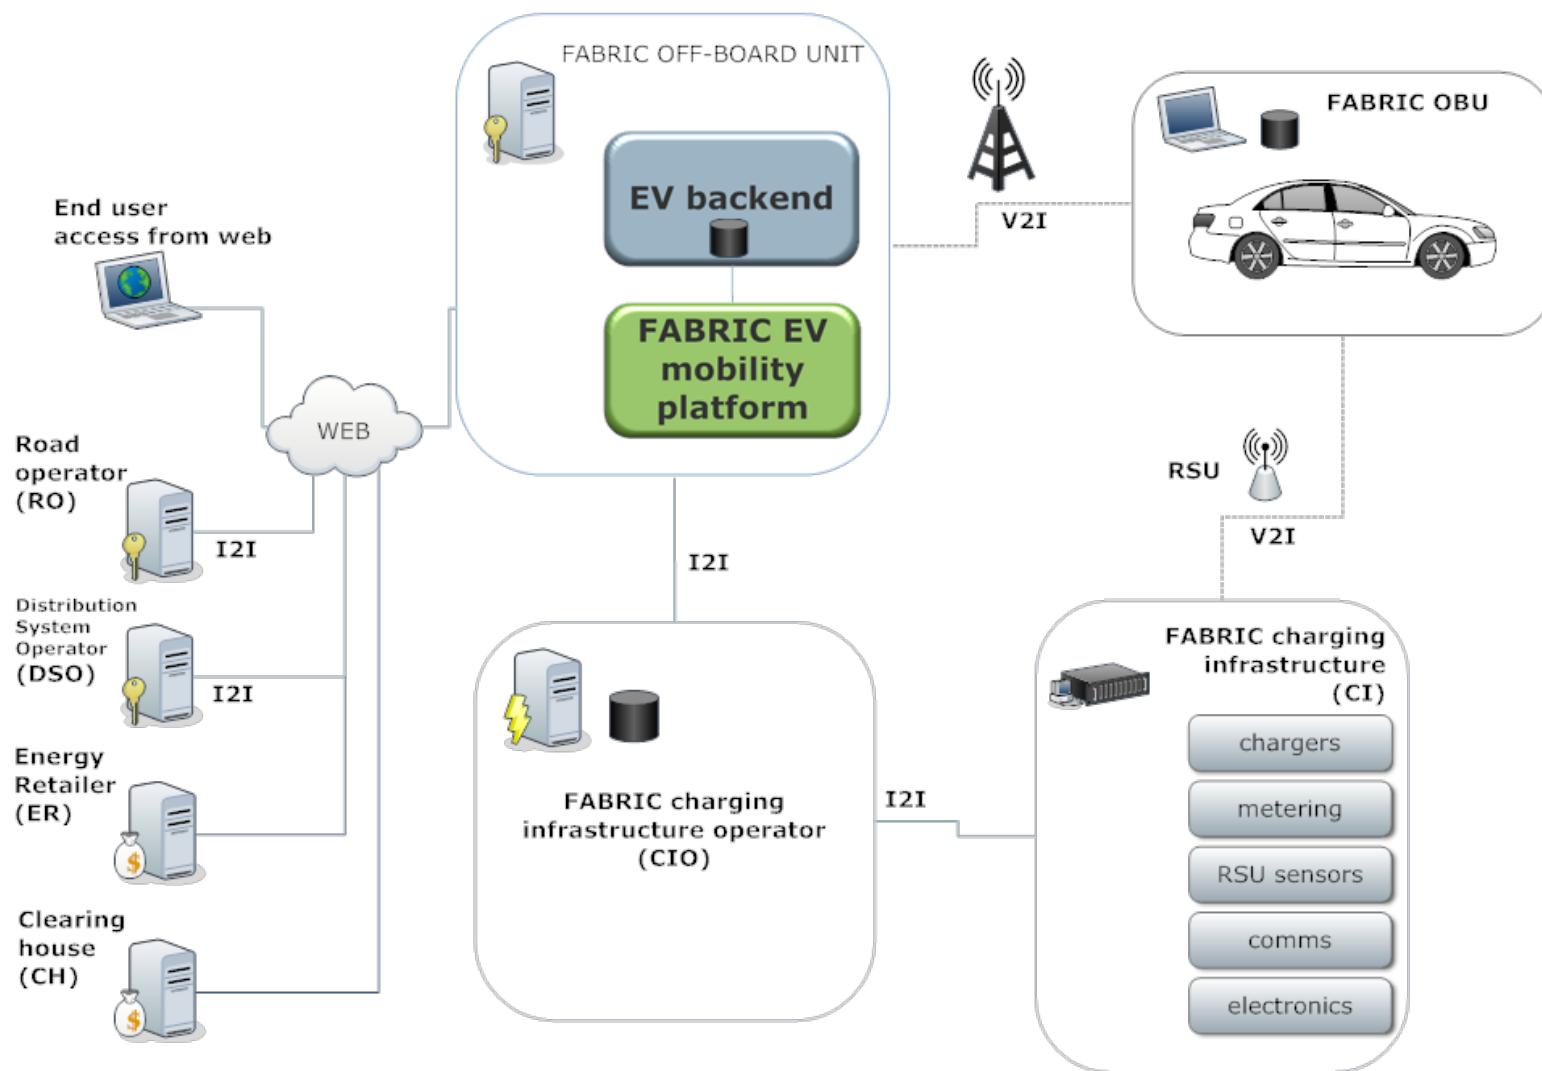 FABRIC OFF-BOARD UNIT
EV backend
FABRIC EV
mobility
platform
V2I
FABRIC OBU
End user
access from web
WEB
Road
operator
(RO)
I2I
Distribution
System
Operator
(DSO)
I2I
Energy
Retailer
(ER)
$
Clearing
house
(CH)
$
I2I
FABRIC charging
infrastructure operator
(CIO)
I2I
RSU
V2I
FABRIC charging
infrastructure
(CI)
chargers
metering
RSU sensors
comms
electronics